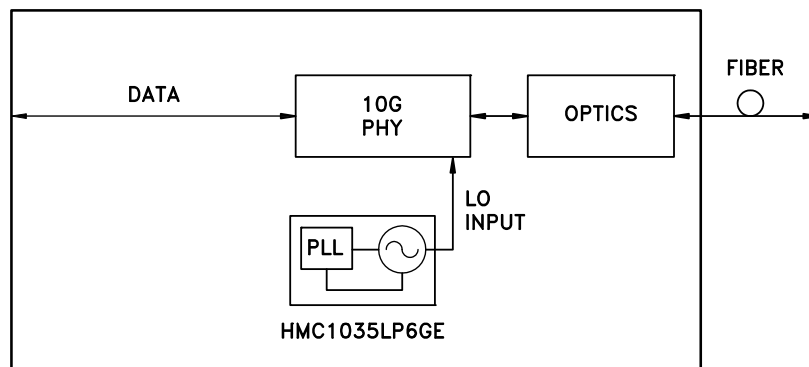 FIBER
DATA
10G
PHY
OPTICS
LO
INPUT
PLL
HMC1035LP6GE